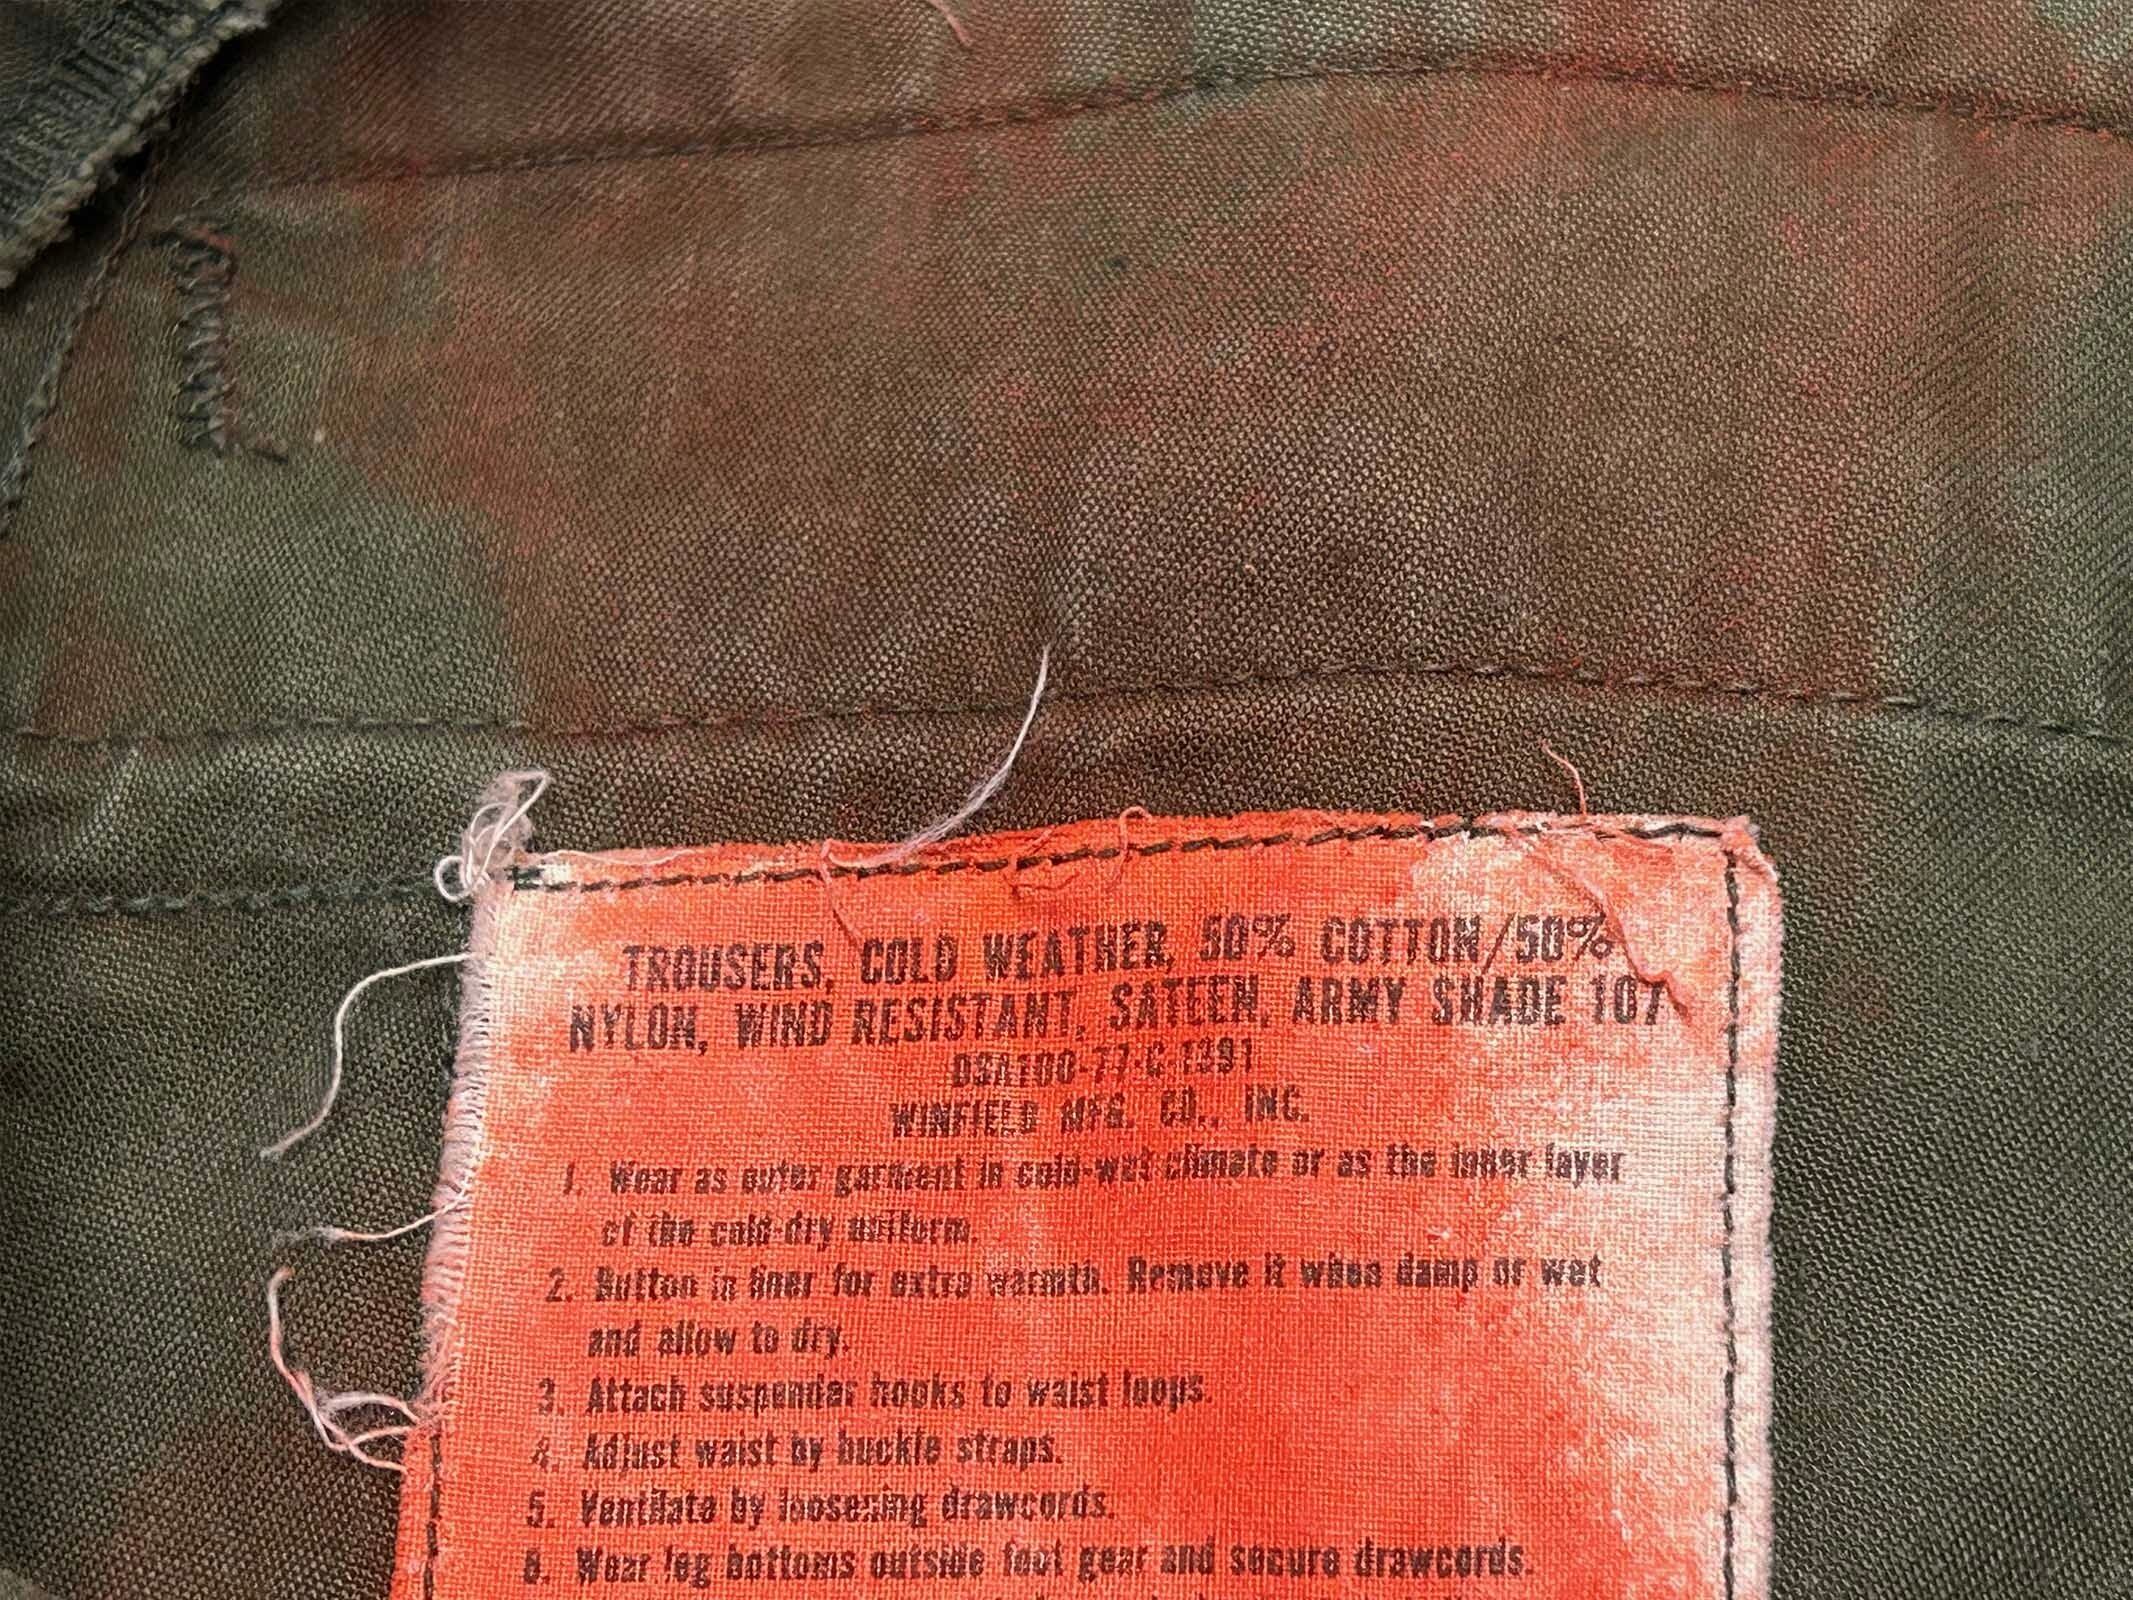 TROUSERS, COLD WEATHER, 50% COTTON/50%
NYLON, WIND RESISTANT, SATEEN, ARMY SHADE 107
DSA100-77-C-1391
WINFIELD MFG. CO., INC.
1. Wear as outer garment in cold-wet climate or as the inner layer
of the cold-dry uniform.
2. Button in liner for extra warmth. Remove it when damp or wet
and allow to dry.
3. Attach suspender hooks to waist loops.
4. Adjust waist by buckle straps.
5. Ventilate by loosening drawcords.
6. Wear leg bottoms outside foot gear and secure drawcords.